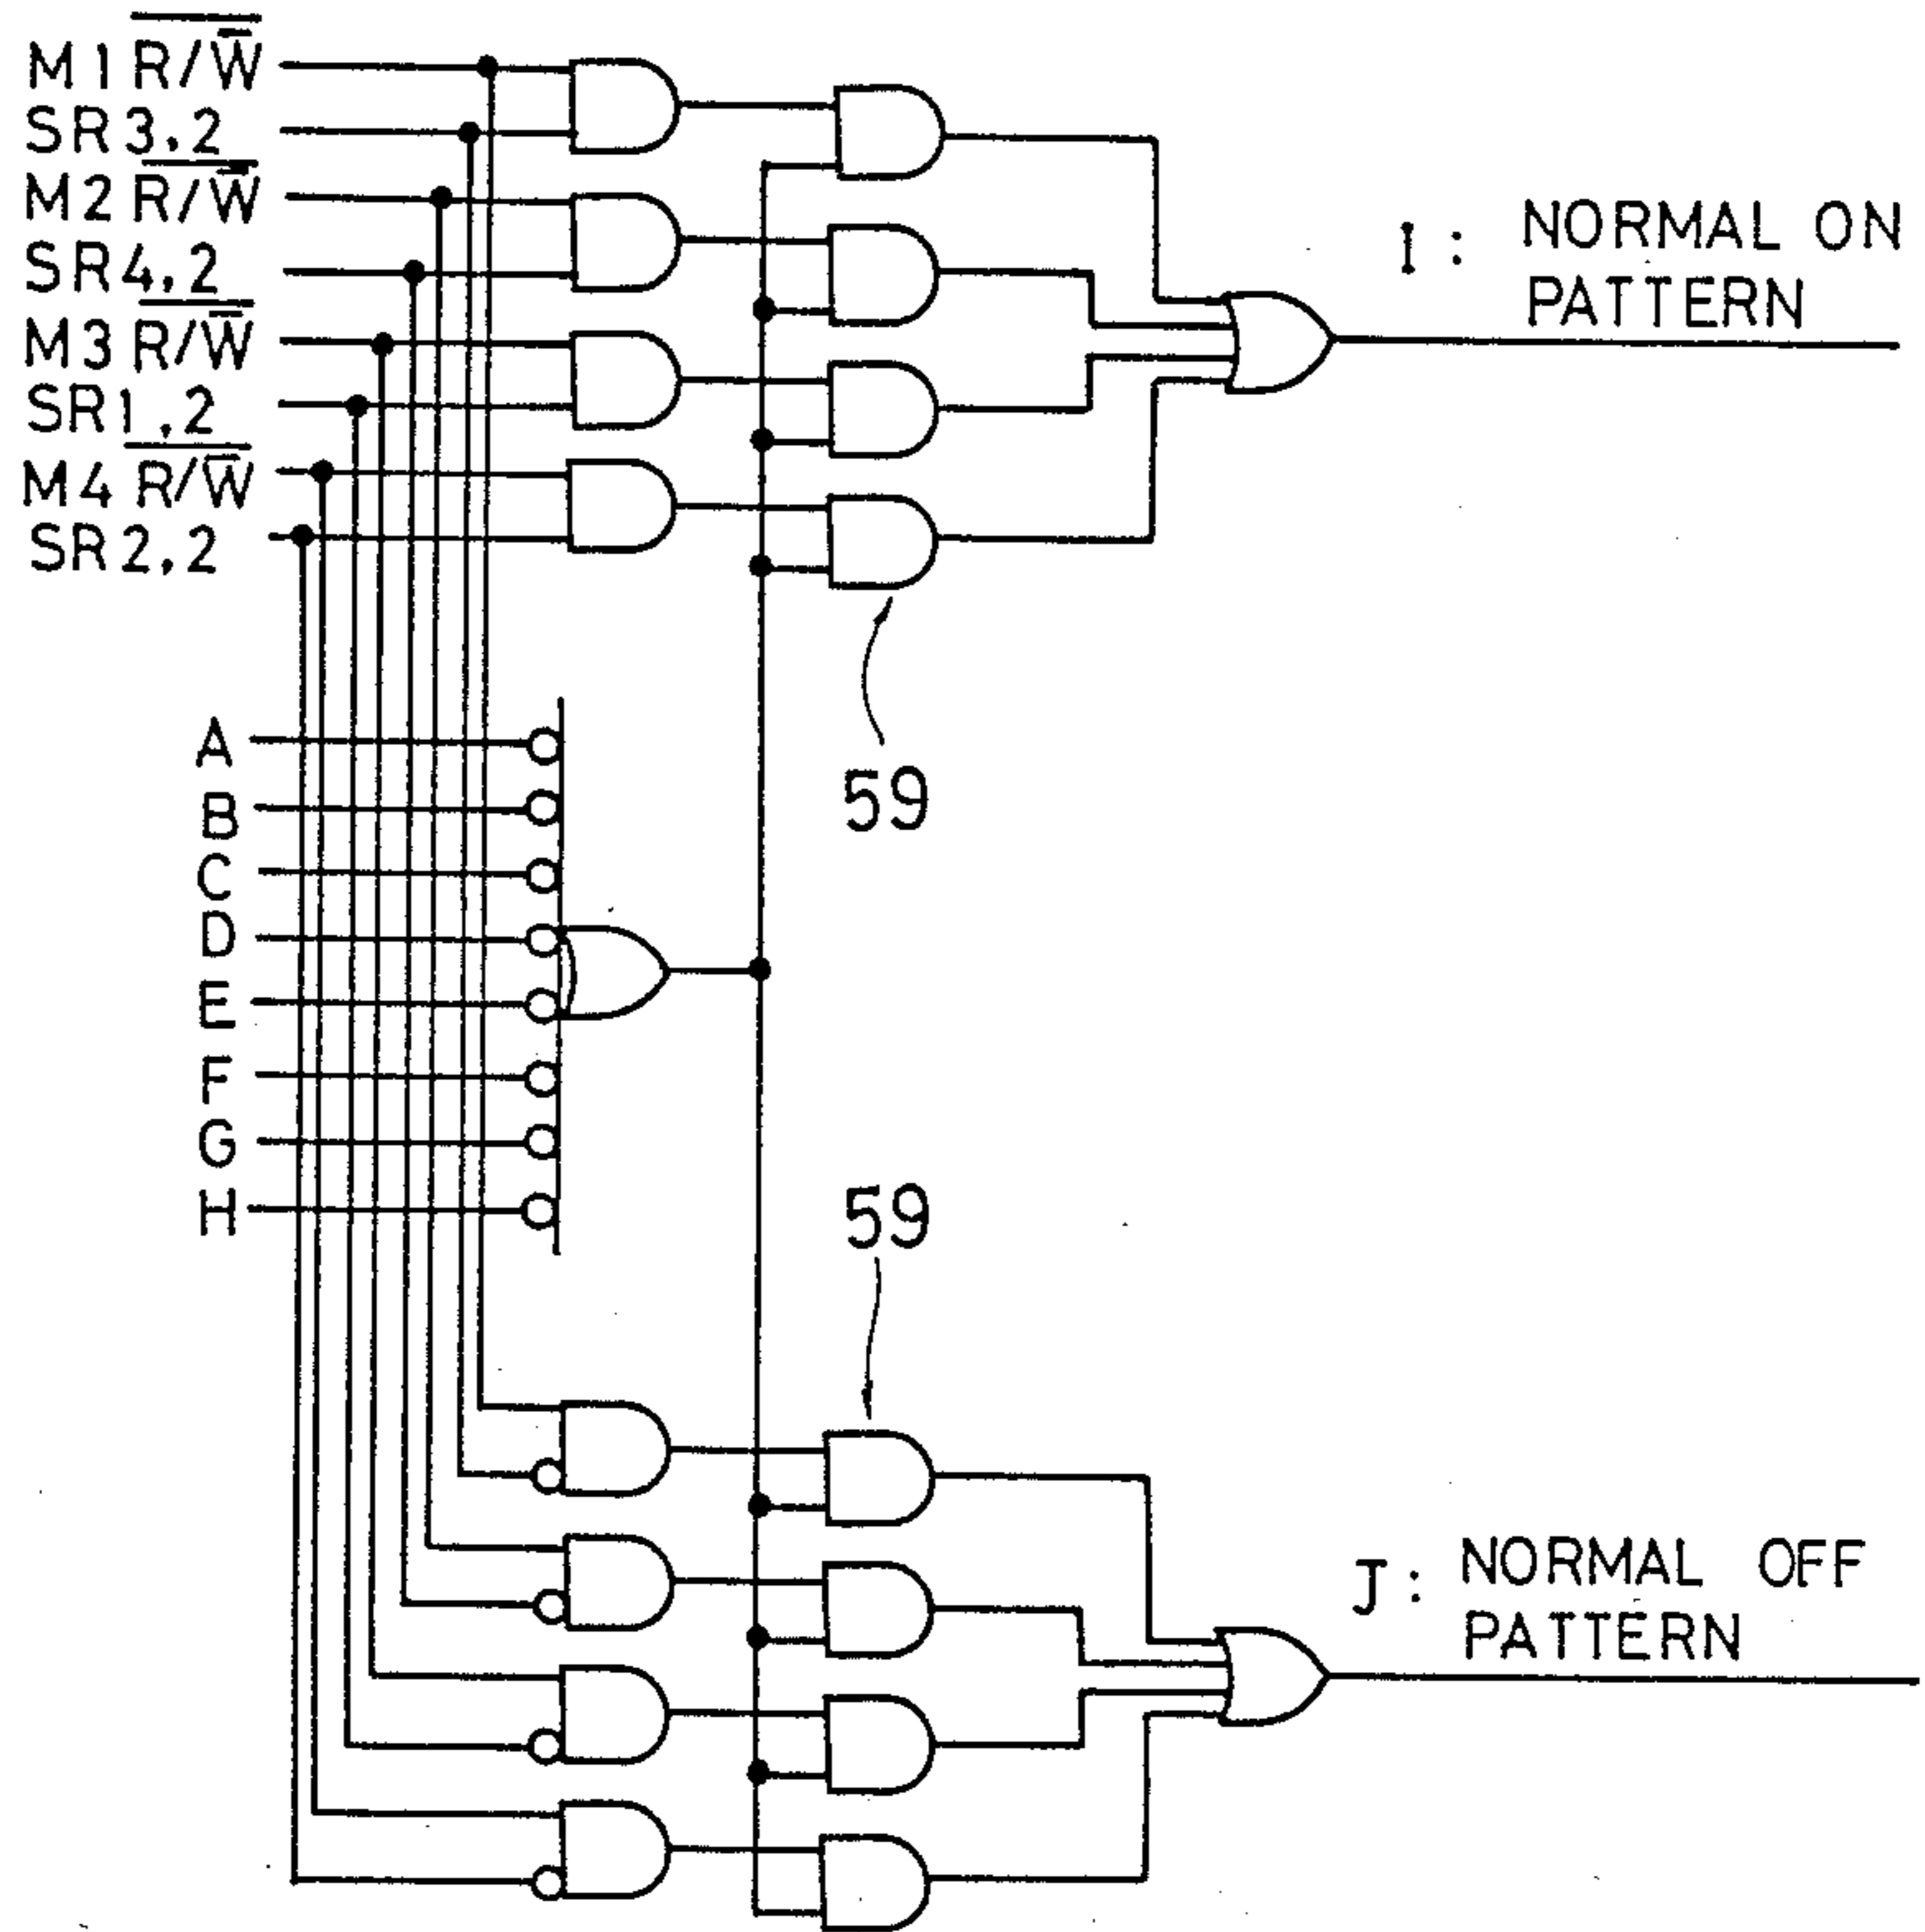 M1 R/W̅
SR3,2
M2 R/W̅
SR4,2
M3 R/W̅
SR1,2
M4 R/W̅
SR2,2
I: NORMAL ON
PATTERN
A
B
C
D
E
F
G
H
59
59
J: NORMAL OFF
PATTERN